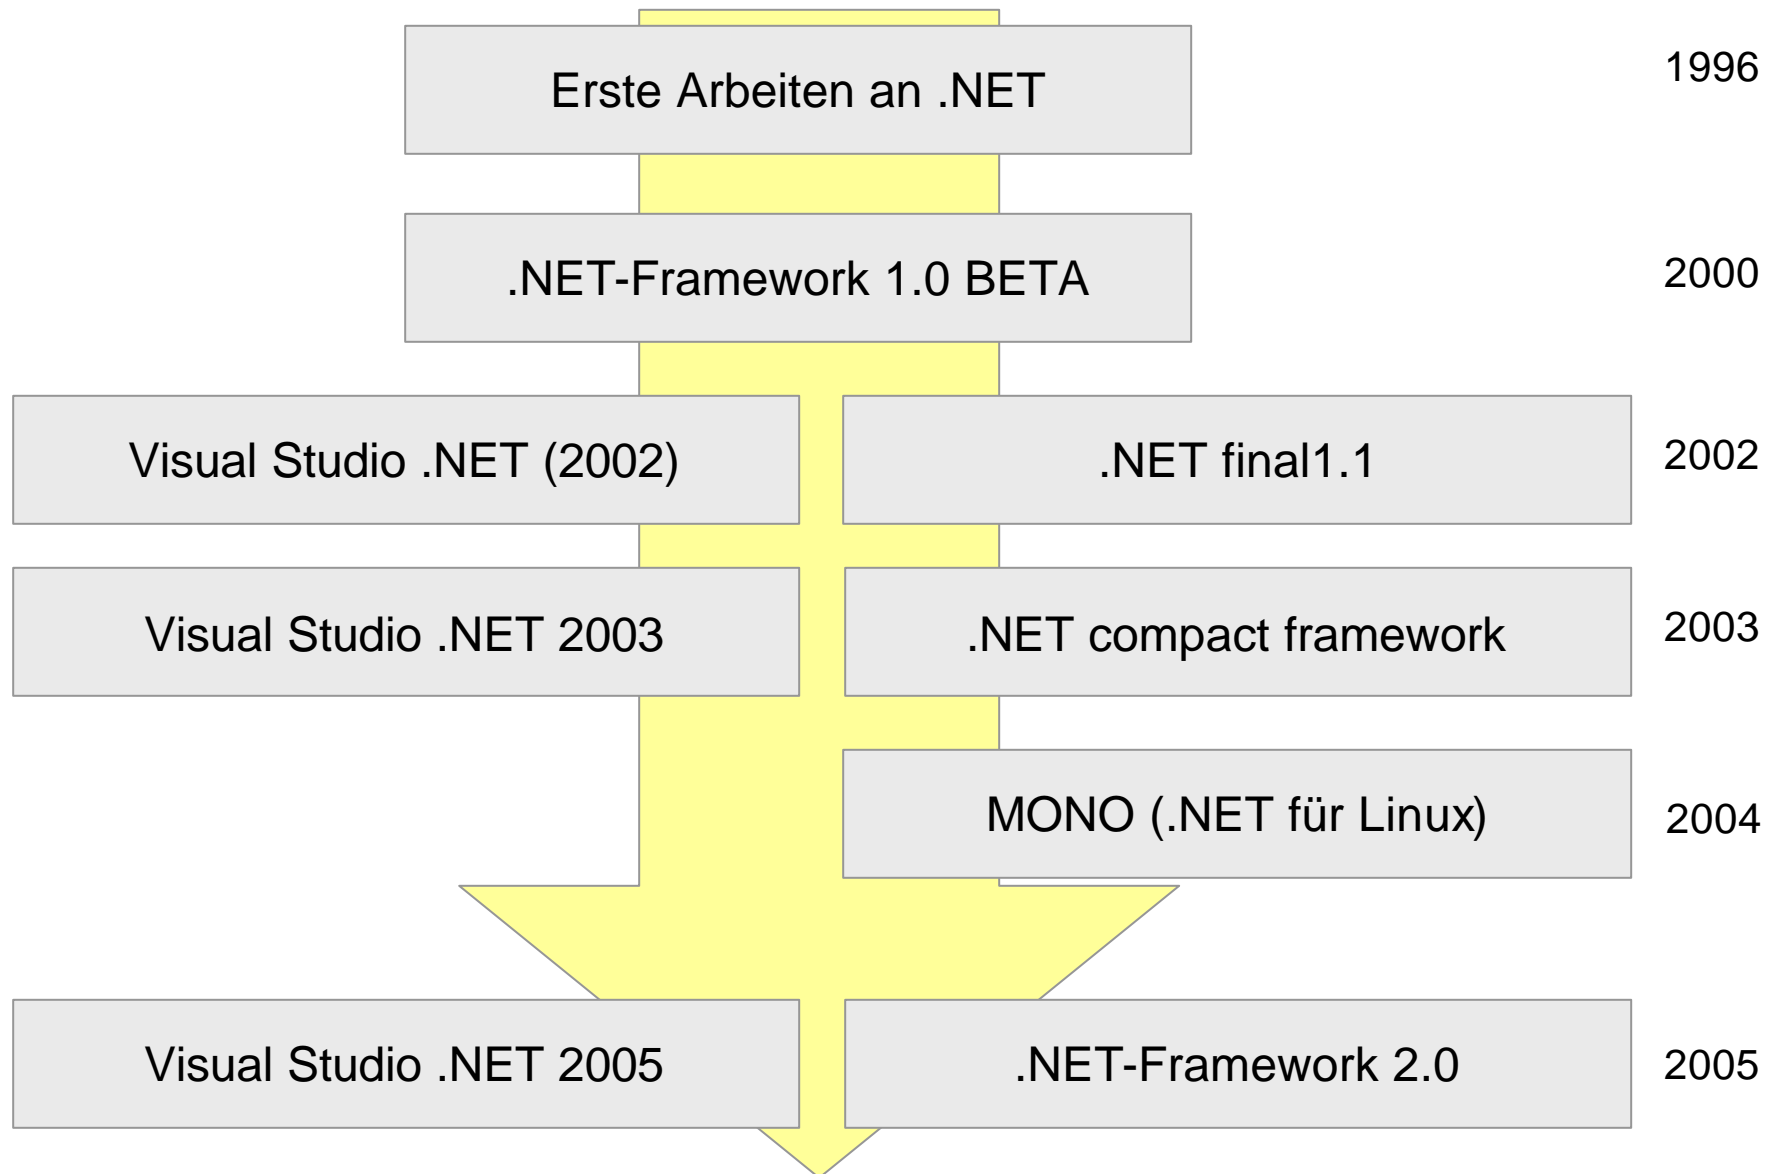 Erste Arbeiten an .NET
1996
.NET-Framework 1.0 BETA
2000
Visual Studio .NET (2002)
.NET final1.1
2002
Visual Studio .NET 2003
.NET compact framework
2003
MONO (.NET für Linux)
2004
Visual Studio .NET 2005
.NET-Framework 2.0
2005